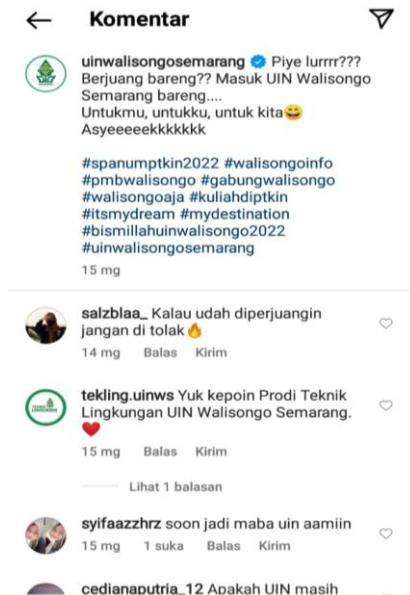 Komentar
uinwalisongosemarang Piye lurrrr???
Berjuang bareng?? Masuk UIN Walisongo
Semarang bareng....
Untukmu, untukku, untuk kita😄
Asyeeeeekkkkkkk
#spanumptkin2022 #walisongoinfo
#pmbwalisongo #gabungwalisongo
#walisongoaja #kuliahdiptkin
#itsmydream #mydestination
#bismillahuinwalisongo2022
#uinwalisongosemarang
15 mg
salzblaa_ Kalau udah diperjuangin
jangan di tolak🔥
14 mg Balas Kirim
tekling.uinws Yuk kepoin Prodi Teknik
Lingkungan UIN Walisongo Semarang.
❤️
15 mg Balas Kirim
Lihat 1 balasan
syifaazzhrz soon jadi maba uin aamiin
15 mg 1 suka Balas Kirim
cedianaputria_12 Apakah UIN masih